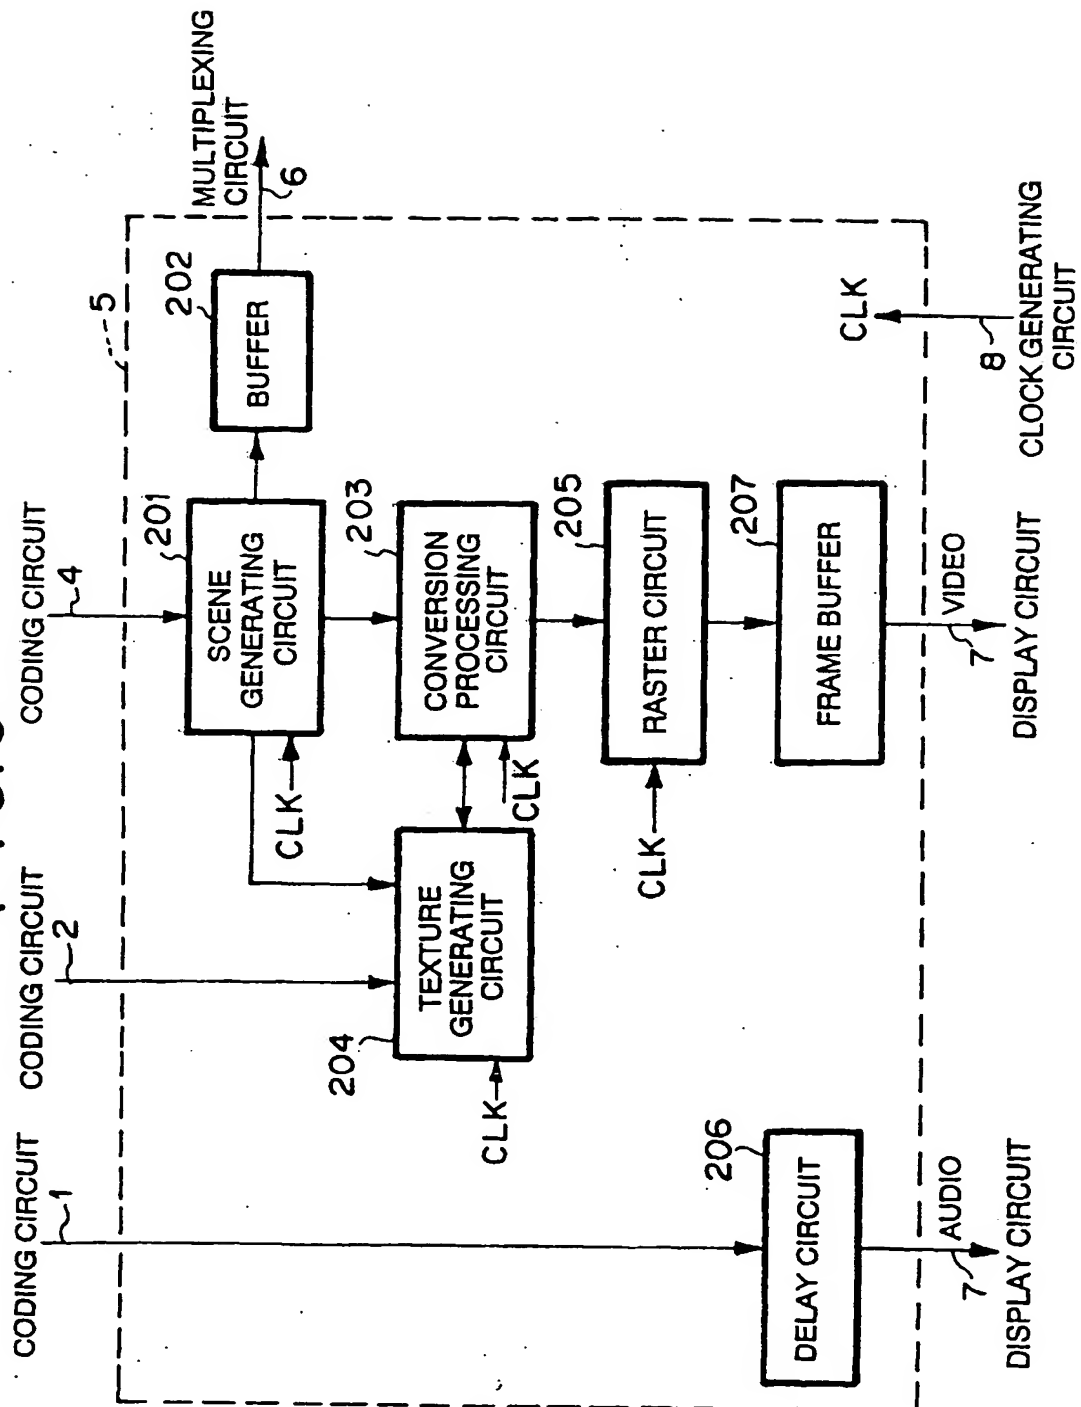 CODING CIRCUIT
1
CODING CIRCUIT
2
CODING CIRCUIT
4
5
MULTIPLEXING
CIRCUIT
6
201
SCENE
GENERATING
CIRCUIT
CLK
202
BUFFER
204
TEXTURE
GENERATING
CIRCUIT
CLK
203
CONVERSION
PROCESSING
CIRCUIT
CLK
205
RASTER CIRCUIT
CLK
206
DELAY CIRCUIT
207
FRAME BUFFER
CLK
7
AUDIO
DISPLAY CIRCUIT
7
VIDEO
DISPLAY CIRCUIT
8
CLOCK GENERATING
CIRCUIT